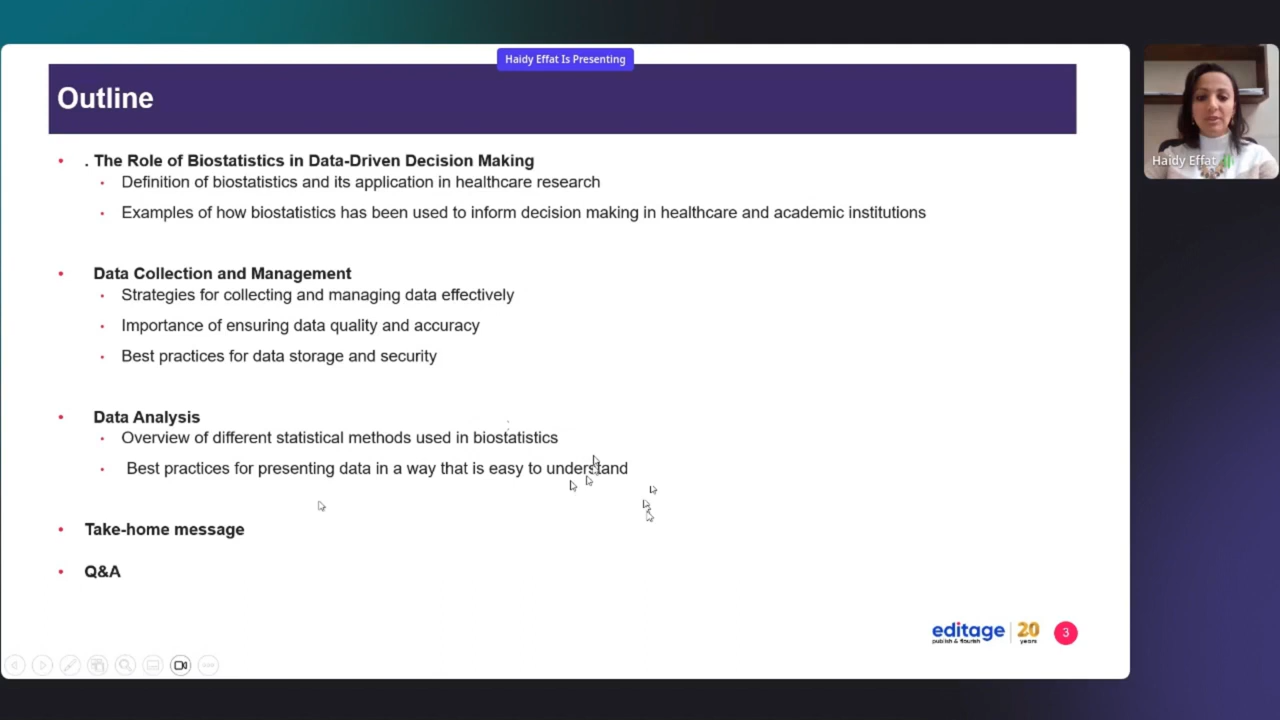 Haidy Effat Is Presenting
Outline
. The Role of Biostatistics in Data-Driven Decision Making
Definition of biostatistics and its application in healthcare research
Examples of how biostatistics has been used to inform decision making in healthcare and academic institutions
Data Collection and Management
Strategies for collecting and managing data effectively
Importance of ensuring data quality and accuracy
Best practices for data storage and security
Data Analysis
Overview of different statistical methods used in biostatistics
Best practices for presenting data in a way that is easy to understand
Take-home message
Q&A
editage
publish & flourish
20
years
3
Haidy Effat